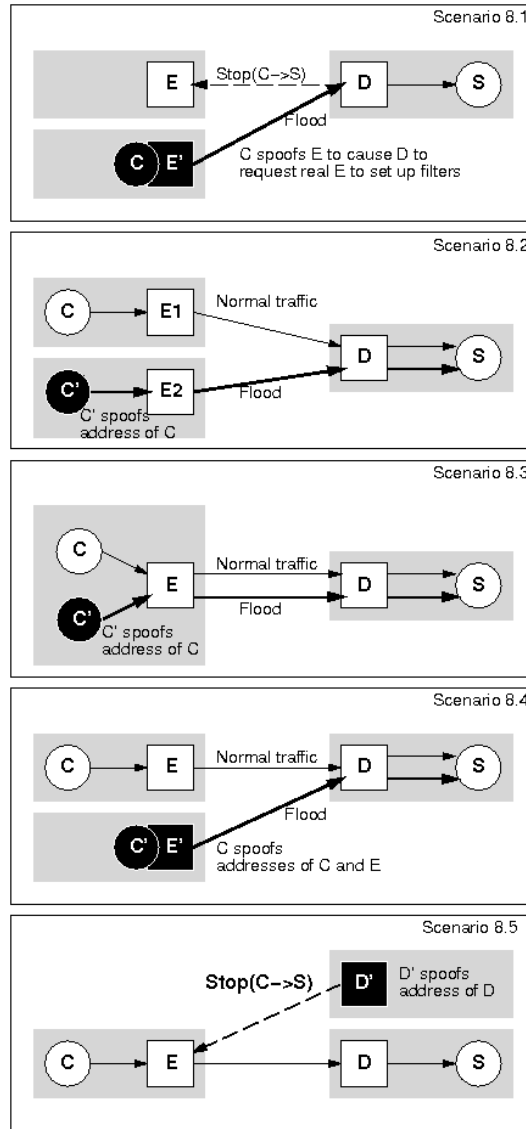 Scenario 8.1
E
Stop(C->S)
D
S
Flood
C
E'
C spoofs E to cause D to
request real E to set up filters
Scenario 8.2
C
E1
Normal traffic
D
S
C'
E2
Flood
C' spoofs
address of C
Scenario 8.3
C
E
Normal traffic
D
S
Flood
C'
C' spoofs
address of C
Scenario 8.4
C
E
Normal traffic
D
S
Flood
C'
E'
C spoofs
addresses of C and E
Scenario 8.5
Stop(C->S)
D'
D' spoofs
address of D
C
E
D
S